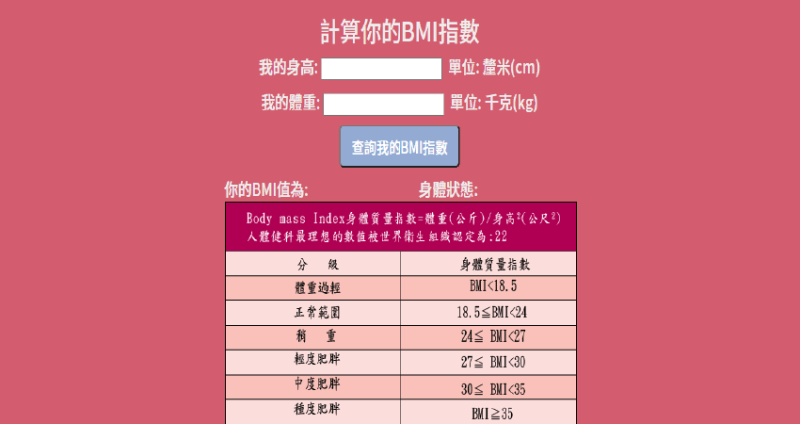 計算你的BMI指數
我的身高: 單位: 釐米(cm)
我的體重: 單位: 千克(kg)
查詢我的BMI指數
你的BMI值為: 身體狀態:
Body mass Index身體質量指數=體重(公斤)/身高²(公尺²)
人體健科最理想的數值被世界衛生組織認定為:22
分 級 身體質量指數
體重過輕 BMI<18.5
正常範圍 18.5≦BMI<24
稍 重 24≦ BMI<27
輕度肥胖 27≦ BMI<30
中度肥胖 30≦ BMI<35
種度肥胖 BMI≧35